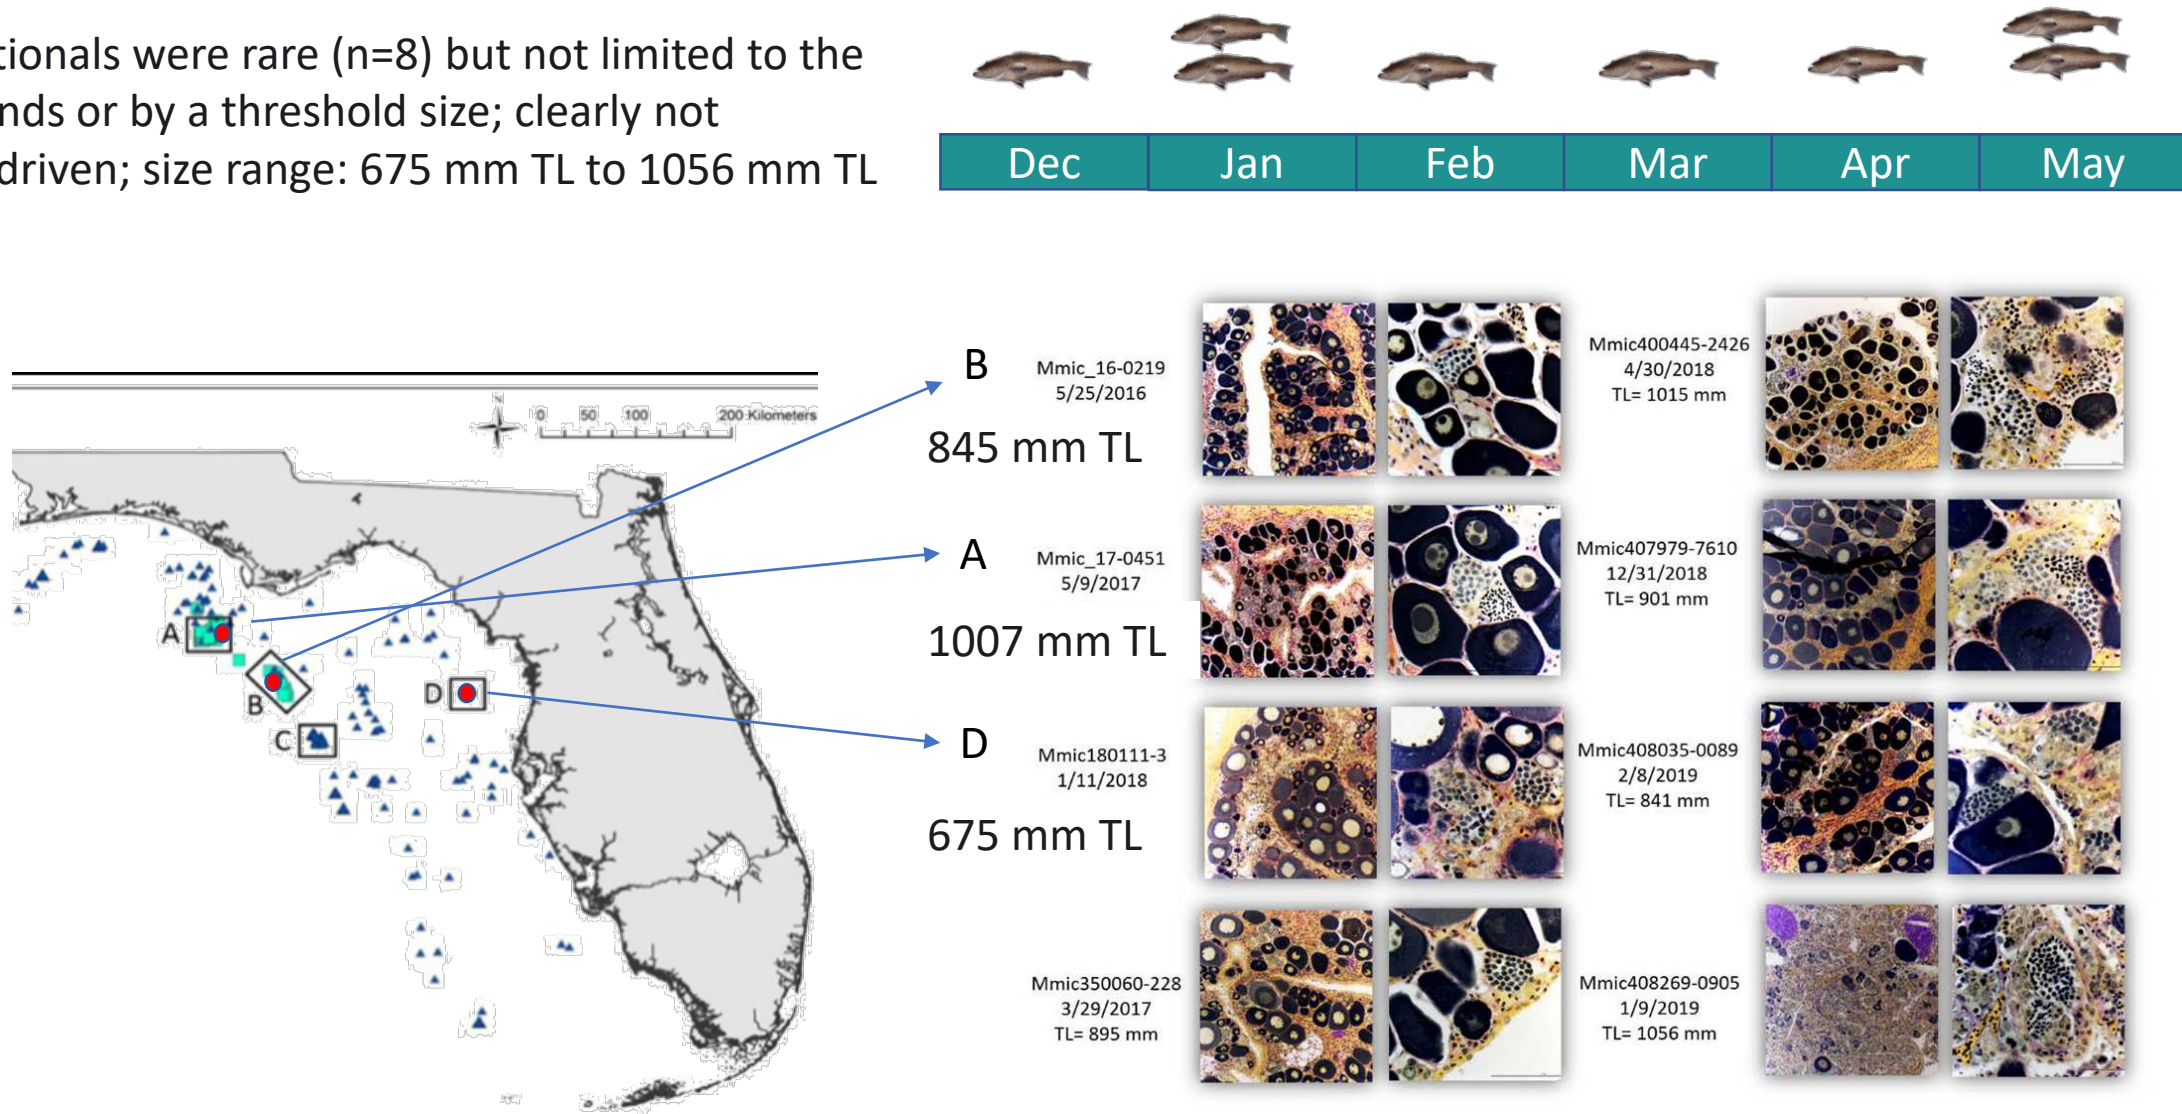 tionals were rare (n=8) but not limited to the
nds or by a threshold size; clearly not
driven; size range: 675 mm TL to 1056 mm TL
Dec Jan Feb Mar Apr May
0 50 100 200 Kilometers
A
B
C
D
B
Mmic_16-0219
5/25/2016
845 mm TL
A
Mmic_17-0451
5/9/2017
1007 mm TL
D
Mmic180111-3
1/11/2018
675 mm TL
Mmic350060-228
3/29/2017
TL= 895 mm
Mmic400445-2426
4/30/2018
TL= 1015 mm
Mmic407979-7610
12/31/2018
TL= 901 mm
Mmic408035-0089
2/8/2019
TL= 841 mm
Mmic408269-0905
1/9/2019
TL= 1056 mm